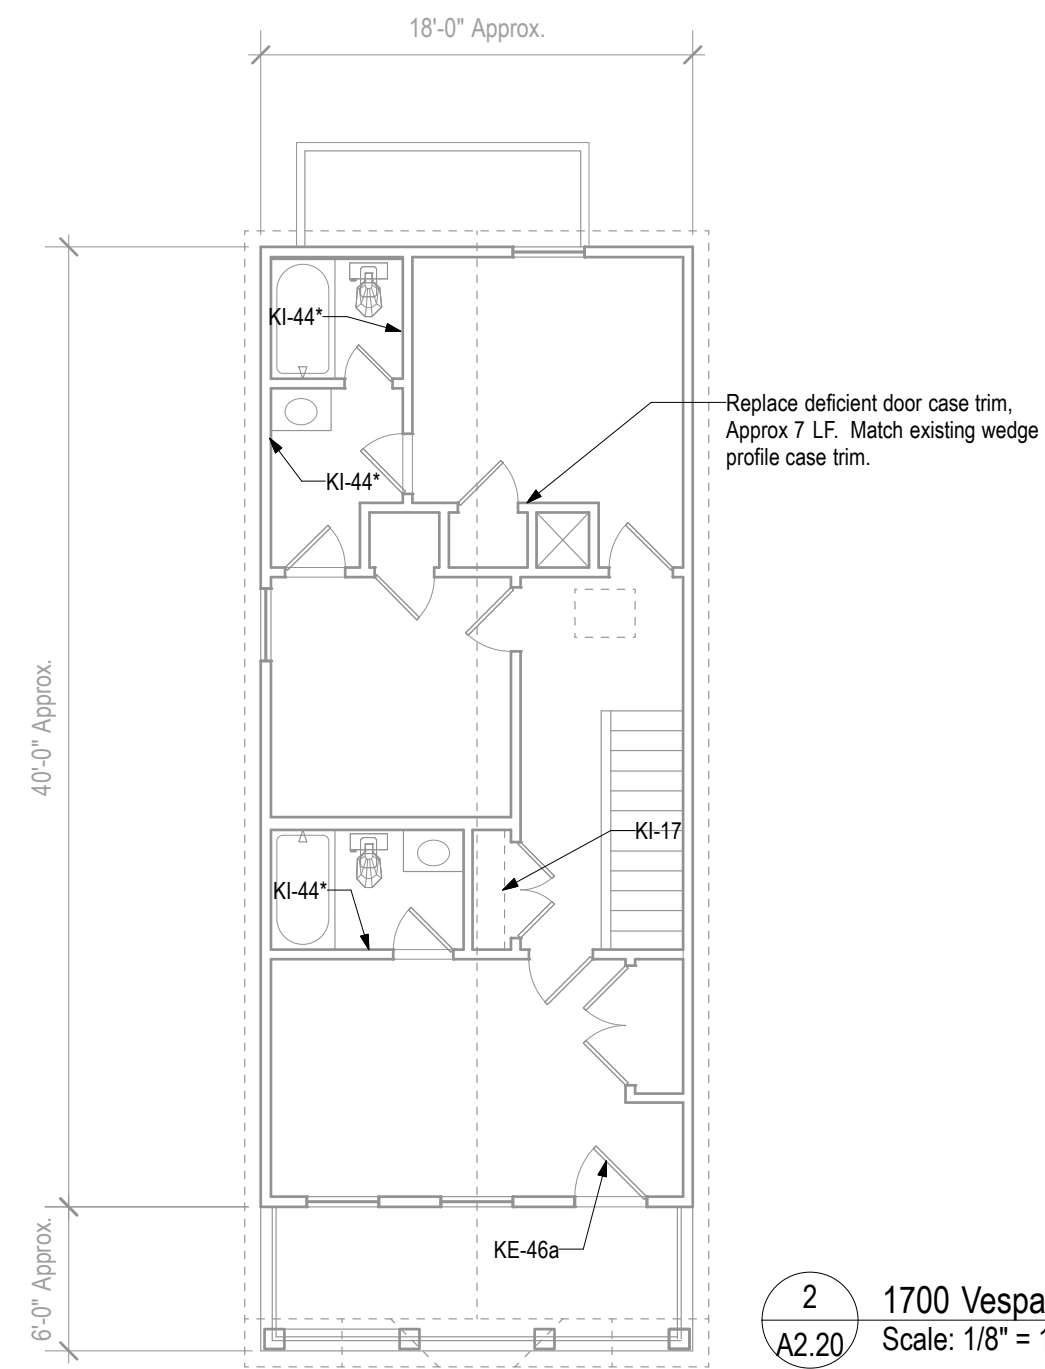 18'-0" Approx.
KI-44*
Replace deficient door case trim,
Approx 7 LF. Match existing wedge
profile case trim.
KI-44*
40'-0" Approx.
KI-17
KI-44*
KE-46a
6'-0" Approx.
2
A2.20
1700 Vespa
Scale: 1/8" =